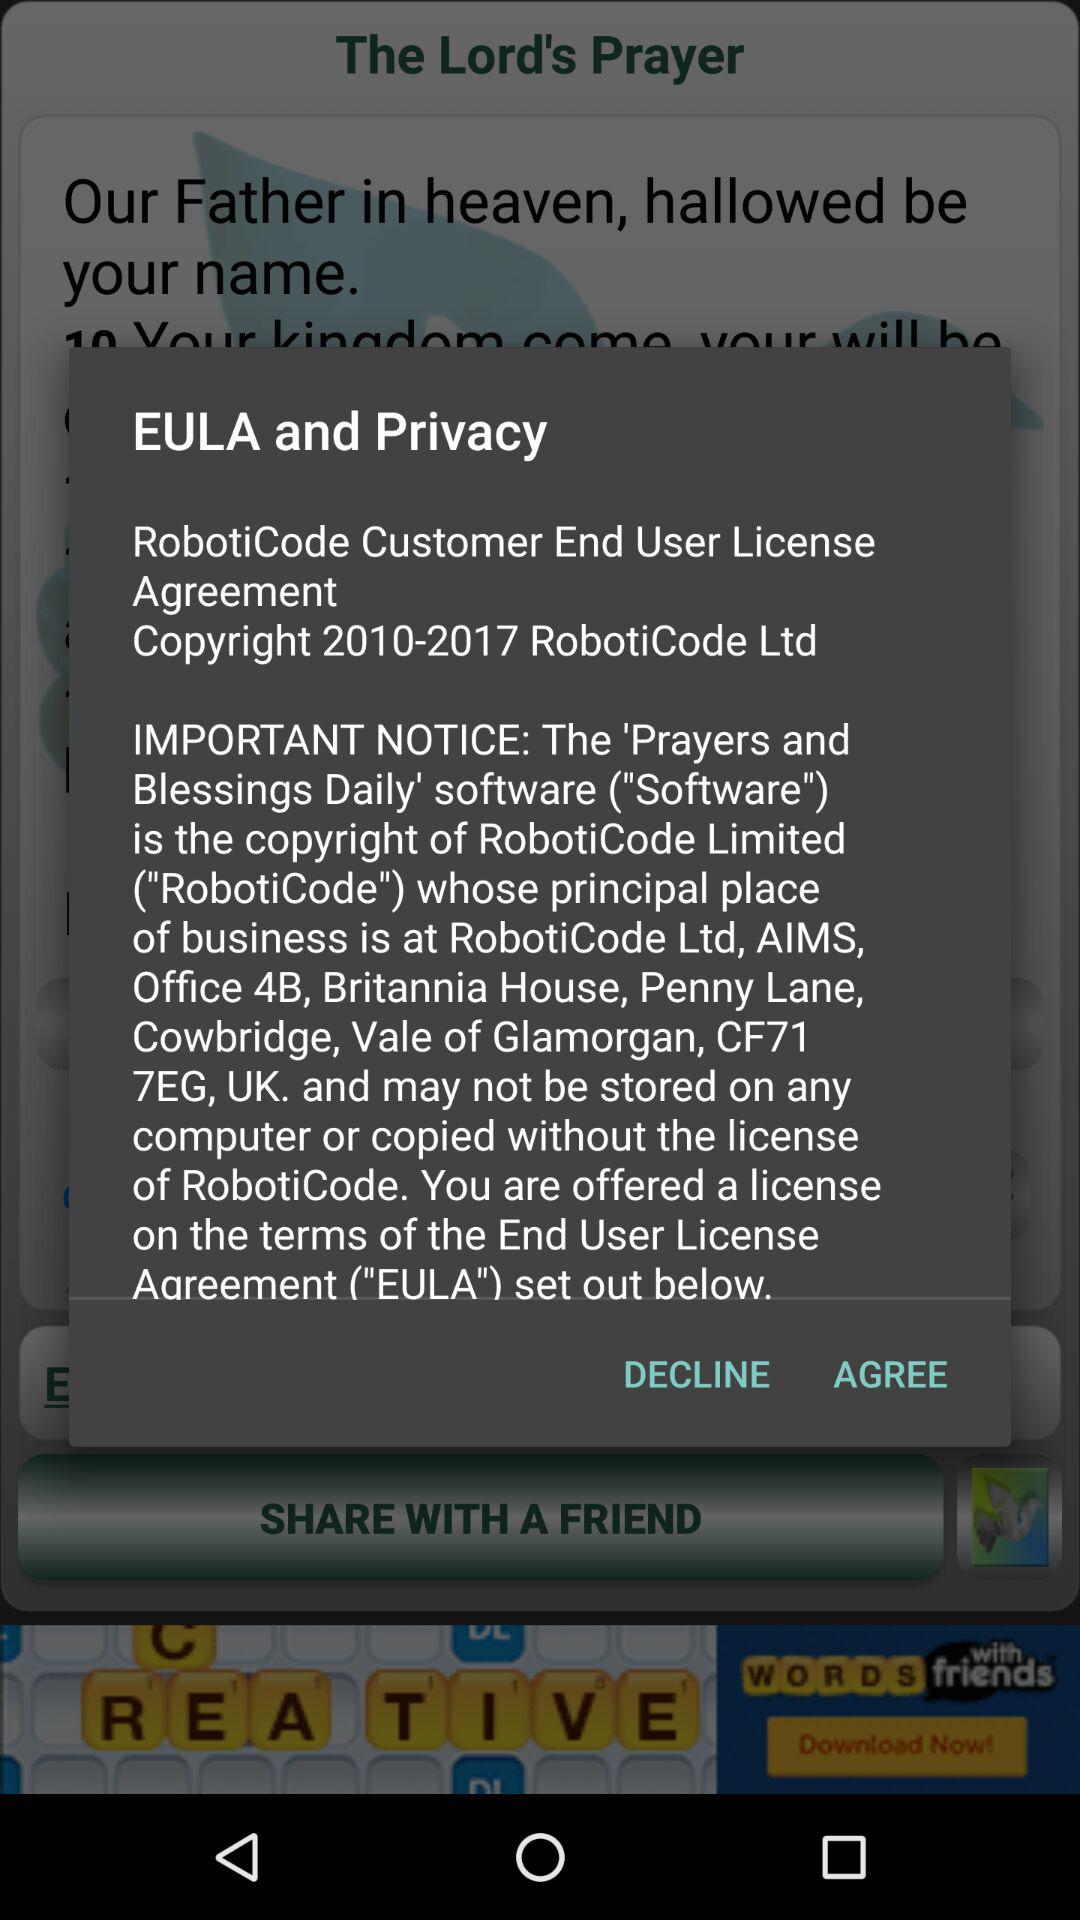 The Lord's Prayer
Our Father in heaven, hallowed be
your name.
10 Your kingdom come, your will be
EULA and Privacy
RobotiCode Customer End User License
Agreement
Copyright 2010-2017 RobotiCode Ltd
IMPORTANT NOTICE: The 'Prayers and
Blessings Daily' software ("Software")
is the copyright of RobotiCode Limited
("RobotiCode") whose principal place
of business is at RobotiCode Ltd, AIMS,
Office 4B, Britannia House, Penny Lane,
Cowbridge, Vale of Glamorgan, CF71
7EG, UK. and may not be stored on any
computer or copied without the license
of RobotiCode. You are offered a license
on the terms of the End User License
Agreement ("EULA") set out below.
DECLINE AGREE
E
SHARE WITH A FRIEND
C DL
REA TIVE
DL
WORDS with friends
Download Now!